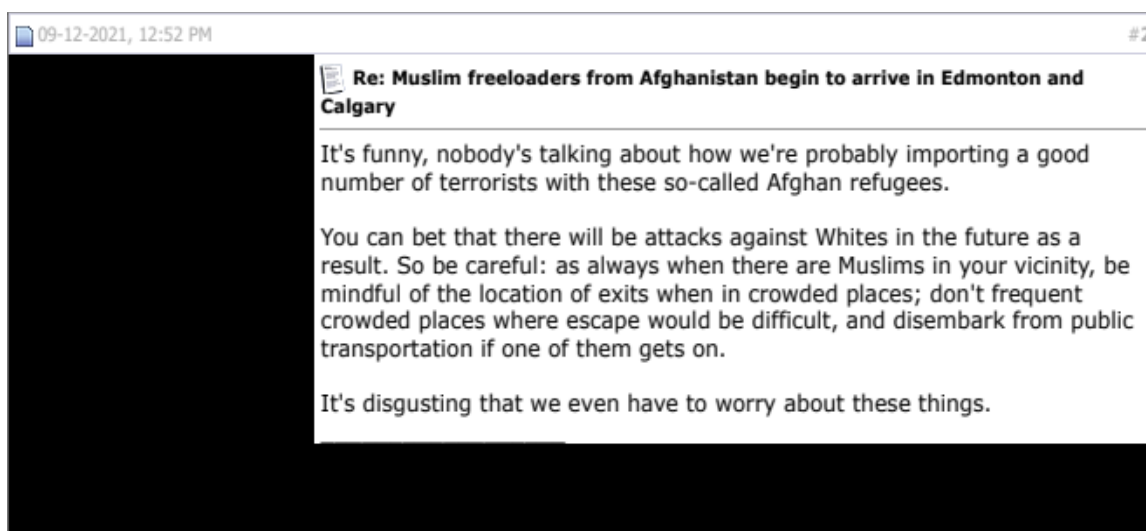 09-12-2021, 12:52 PM
#2
Re: Muslim freeloaders from Afghanistan begin to arrive in Edmonton and
Calgary
It's funny, nobody's talking about how we're probably importing a good
number of terrorists with these so-called Afghan refugees.
You can bet that there will be attacks against Whites in the future as a
result. So be careful: as always when there are Muslims in your vicinity, be
mindful of the location of exits when in crowded places; don't frequent
crowded places where escape would be difficult, and disembark from public
transportation if one of them gets on.
It's disgusting that we even have to worry about these things.